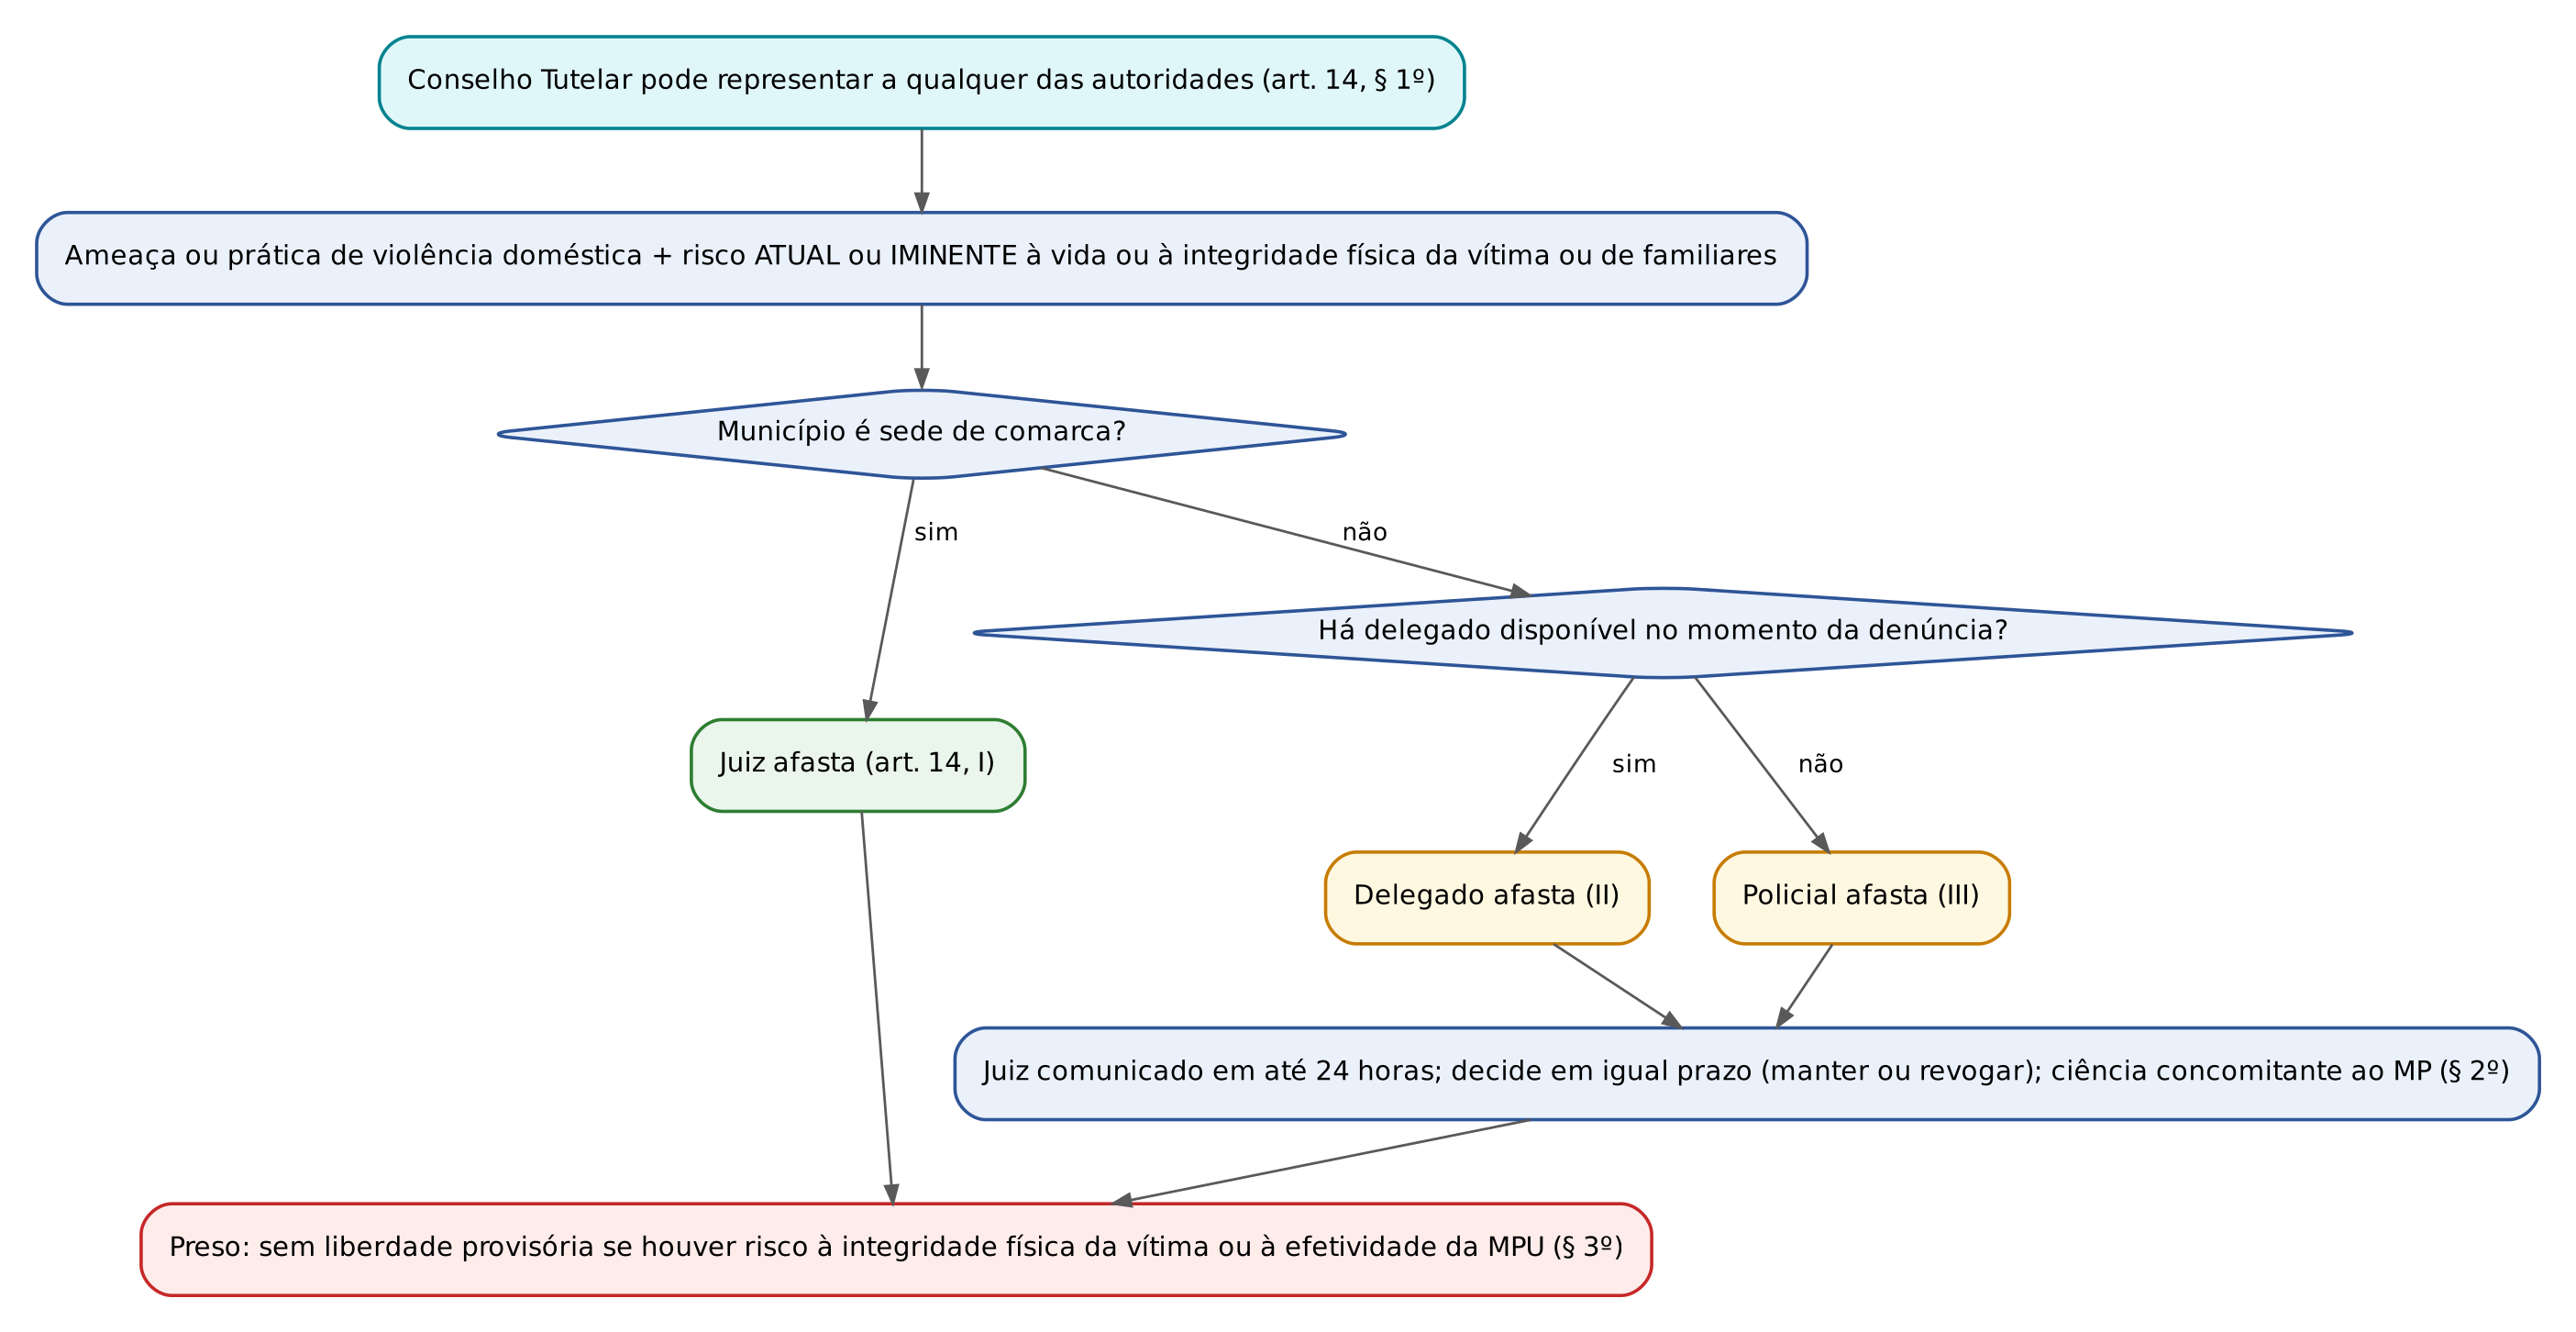 Conselho Tutelar pode representar a qualquer das autoridades (art. 14, § 1º)
Ameaça ou prática de violência doméstica + risco ATUAL ou IMINENTE à vida ou à integridade física da vítima ou de familiares
Município é sede de comarca?
sim
não
Há delegado disponível no momento da denúncia?
Juiz afasta (art. 14, I)
sim
não
Delegado afasta (II)
Policial afasta (III)
Juiz comunicado em até 24 horas; decide em igual prazo (manter ou revogar); ciência concomitante ao MP (§ 2º)
Preso: sem liberdade provisória se houver risco à integridade física da vítima ou à efetividade da MPU (§ 3º)